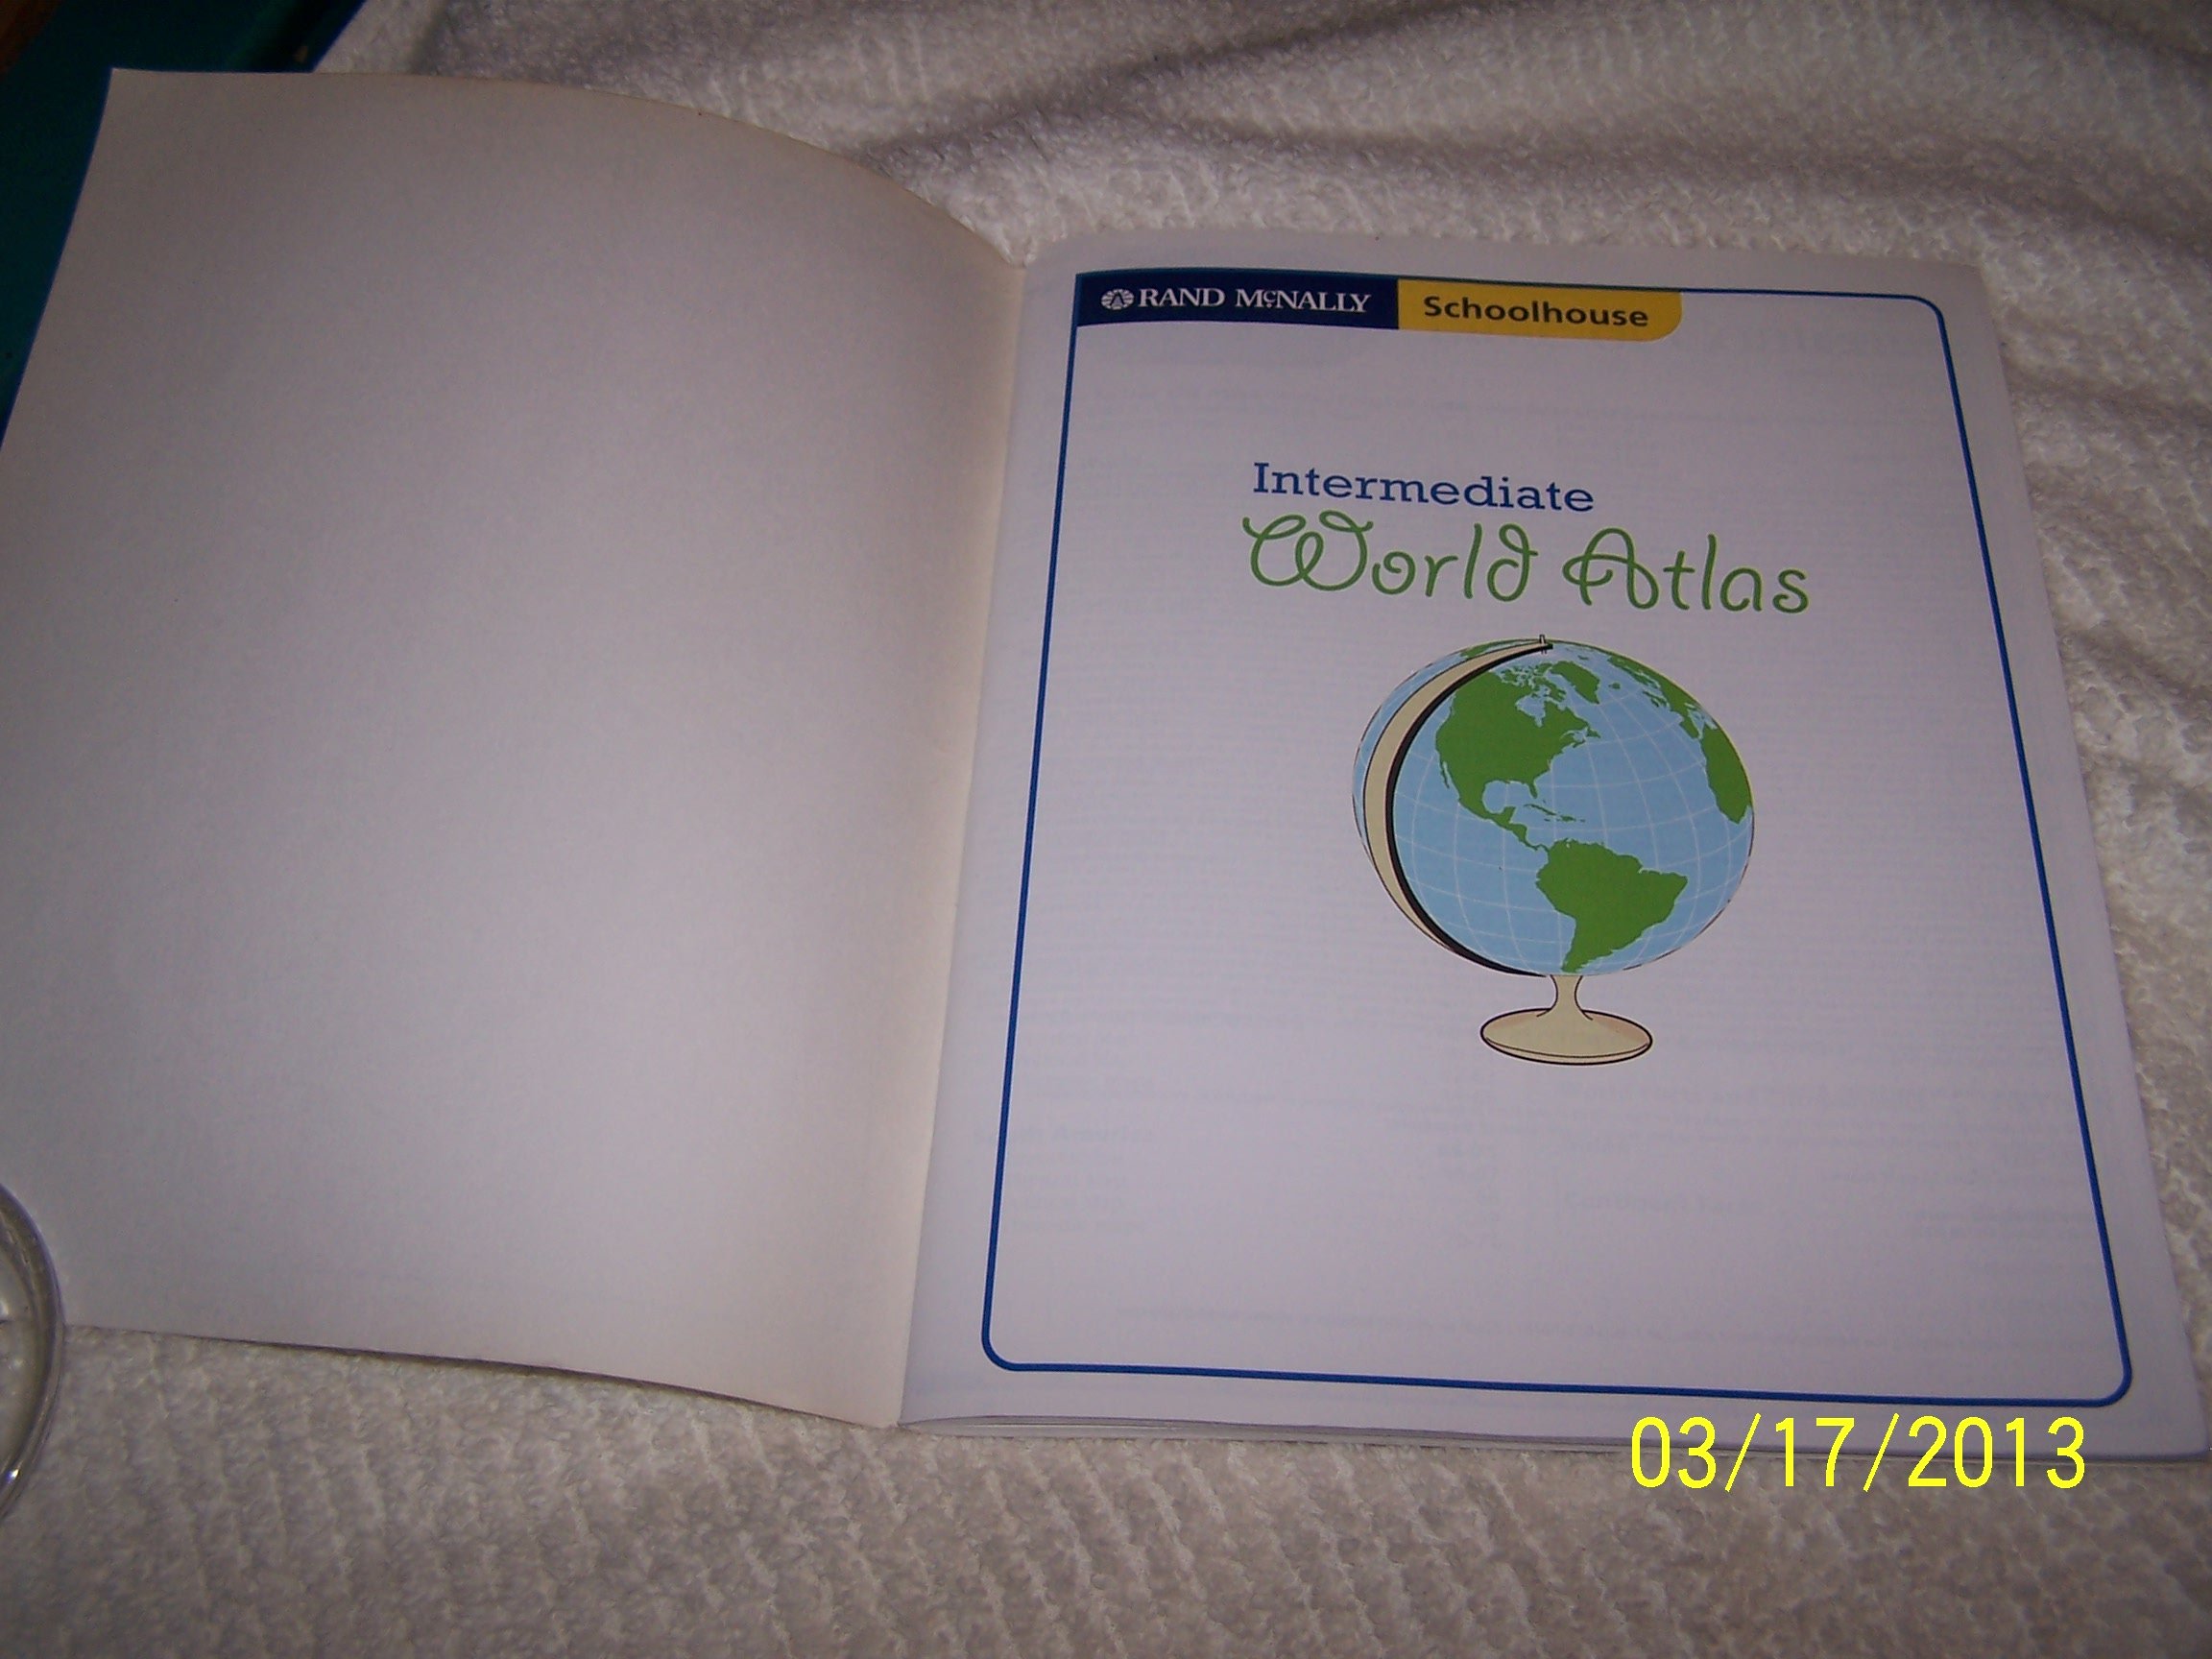 RAND McNALLY Schoolhouse
Intermediate
World Atlas
03/17/2013